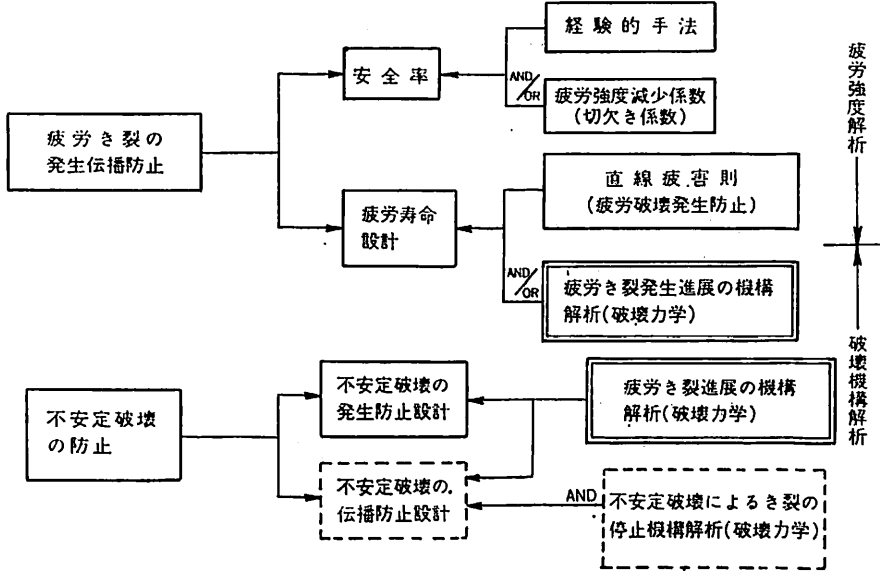 経験的手法
安全率
AND/OR
疲労強度減少係数
(切欠き係数)
疲労き裂の
発生伝播防止
直線疲害則
(疲労破壊発生防止)
疲労寿命
設計
AND/OR
疲労き裂発生進展の機構
解析(破壊力学)
疲労強度解析
破壊機構解析
不安定破壊の
発生防止設計
疲労き裂進展の機構
解析(破壊力学)
不安定破壊
の防止
不安定破壊の
伝播防止設計
AND
不安定破壊によるき裂の
停止機構解析(破壊力学)